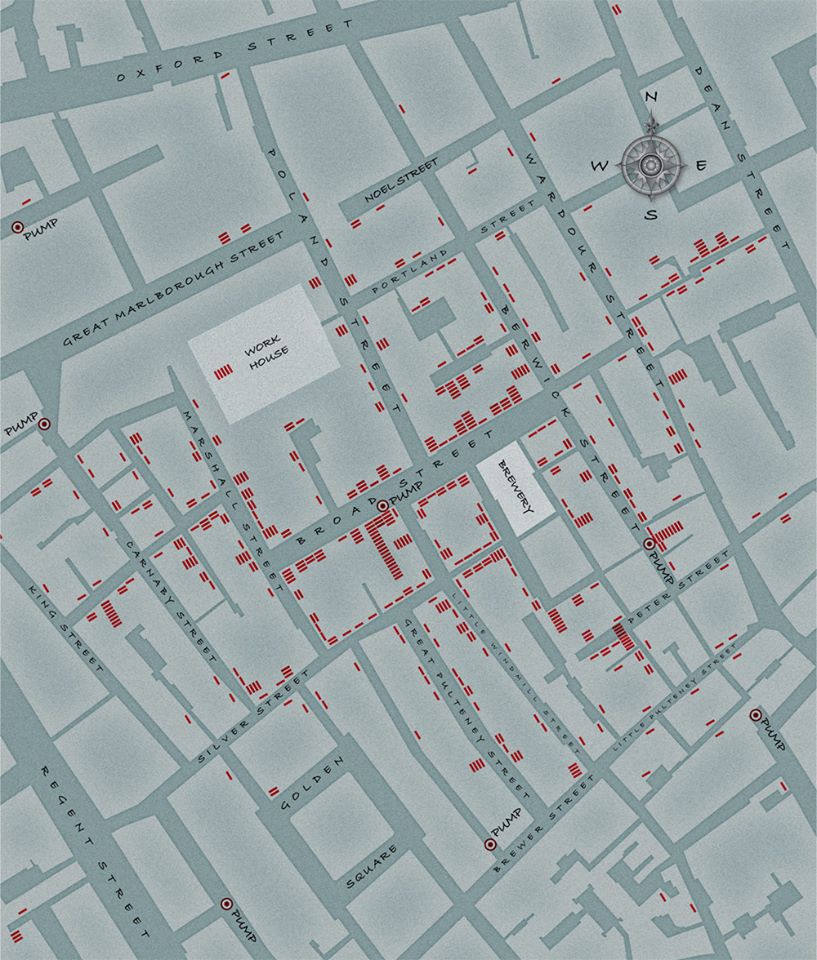 OXFORD STREET
DEAN STREET
N
W E
S
POLAND STREET
NOEL STREET
WARDOUR STREET
PUMP
GREAT MARLBOROUGH STREET
PORTLAND STREET
BERWICK STREET
WORK
HOUSE
PUMP
MARSHALL STREET
BROAD STREET
PUMP
BREWERY
CARNABY STREET
KING STREET
PUMP
PETER STREET
LITTLE WINDMILL STREET
GREAT PULTENEY STREET
LITTLE PULTENEY STREET
SILVER STREET
PUMP
GOLDEN
SQUARE
REGENT STREET
PUMP
BREWER STREET
PUMP